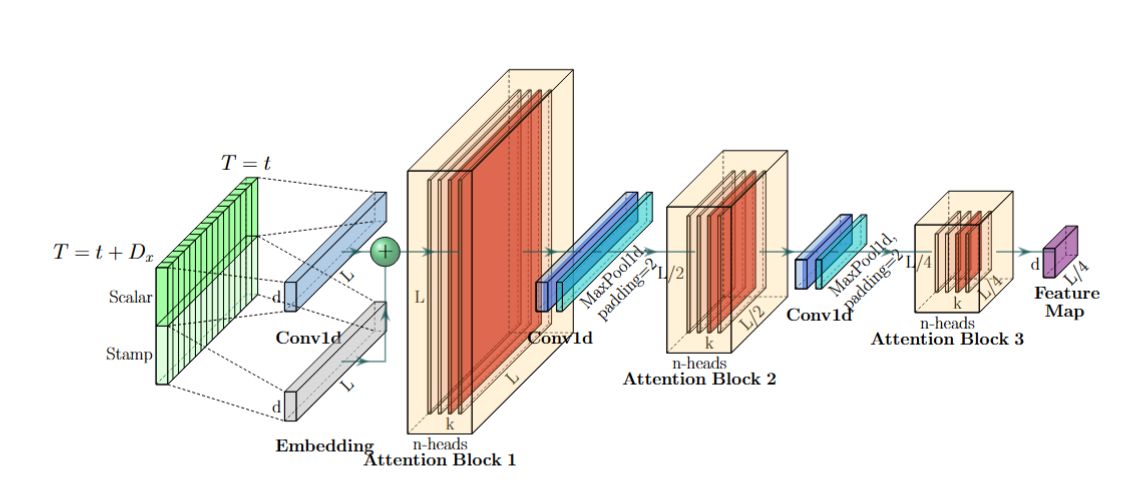 T = t
T = t + Dₓ
Scalar
Stamp
d
L
Conv1d
d
L
Embedding
+
L
k
L
n-heads
Attention Block 1
Conv1d
MaxPool1d,
padding=2
L/2
k
L/2
n-heads
Attention Block 2
Conv1d
MaxPool1d,
padding=2
L/4
k
L/4
n-heads
Attention Block 3
d
L/4
Feature
Map